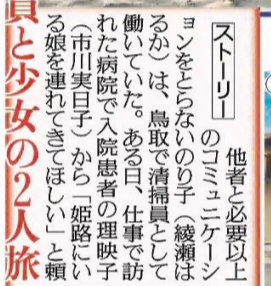 ストーリー
他者と必要以上
のコミュニケーシ
ョンをとらないのり子（綾瀬は
るか）は、鳥取で清掃員として
働いていた。ある日、仕事で訪
れた病院で入院患者の理映子
（市川実日子）から「姫路にい
る娘を連れてきてほしい」と頼
員と少女の2人旅